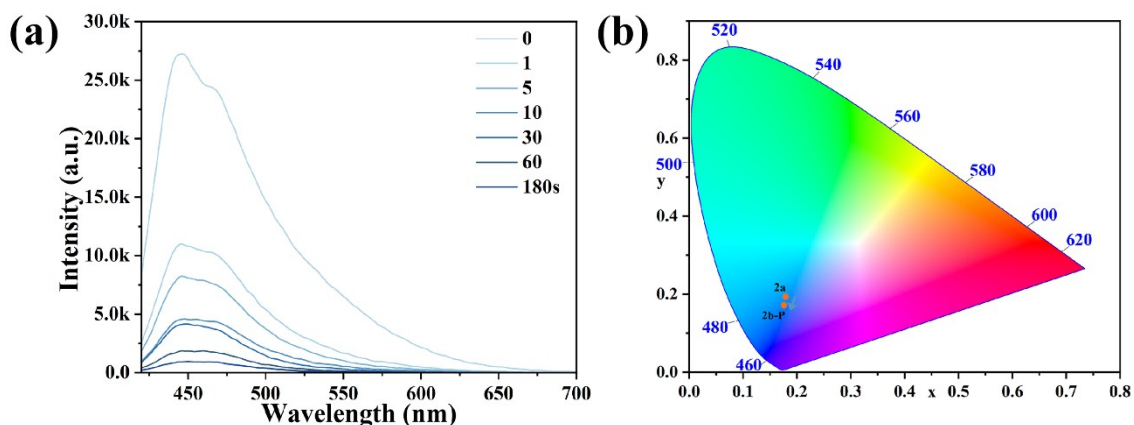 (a)
30.0k
25.0k
20.0k
15.0k
10.0k
5.0k
0.0
Intensity (a.u.)
450 500 550 600 650 700
Wavelength (nm)
0
1
5
10
30
60
180s
(b)
0.8
0.6
0.4
0.2
0.0
y
0.0 0.1 0.2 0.3 0.4 0.5 0.6 0.7 0.8
x
520
540
560
500
580
600
620
480
460
2a
2b-P